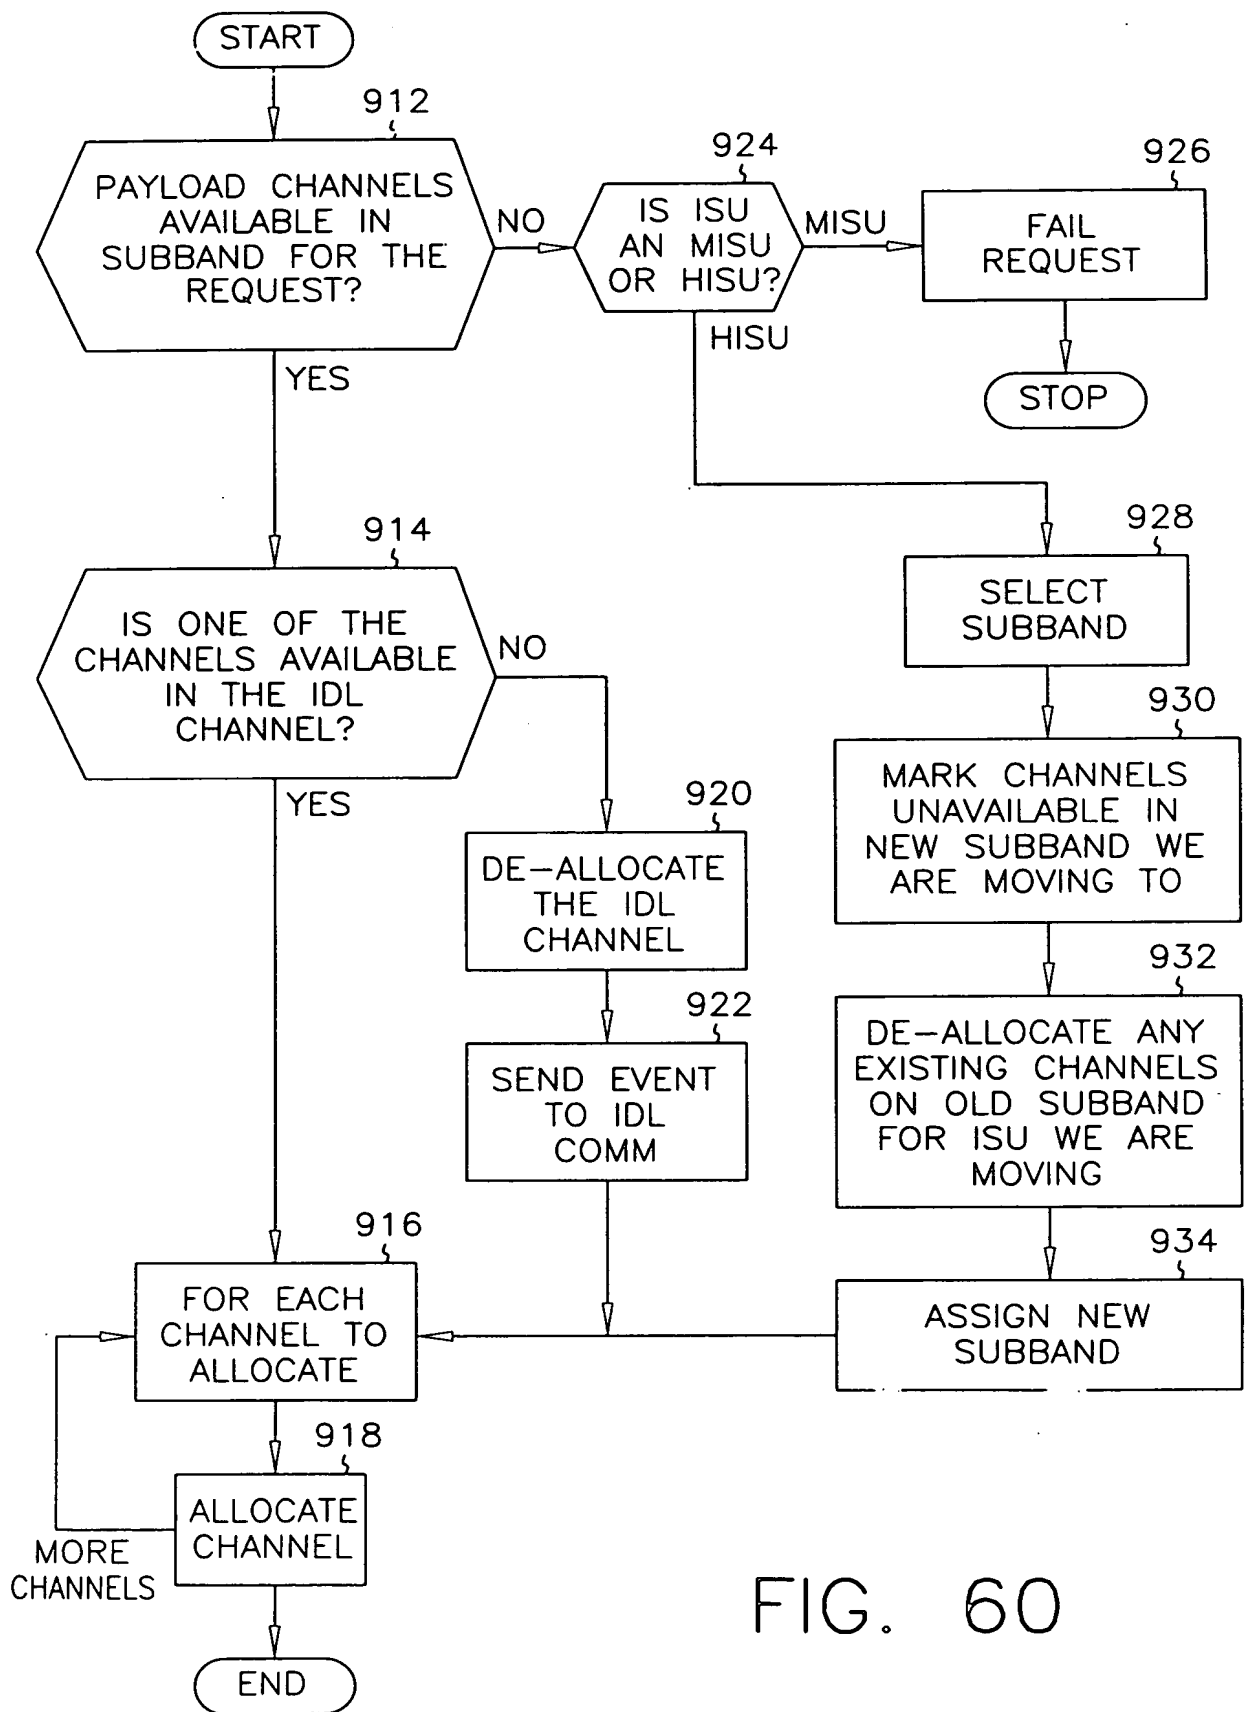 START
912
PAYLOAD CHANNELS
AVAILABLE IN
SUBBAND FOR THE
REQUEST?
NO
924
IS ISU
AN MISU
OR HISU?
MISU
926
FAIL
REQUEST
STOP
HISU
YES
914
IS ONE OF THE
CHANNELS AVAILABLE
IN THE IDL
CHANNEL?
NO
YES
928
SELECT
SUBBAND
930
MARK CHANNELS
UNAVAILABLE IN
NEW SUBBAND WE
ARE MOVING TO
920
DE-ALLOCATE
THE IDL
CHANNEL
922
SEND EVENT
TO IDL
COMM
932
DE-ALLOCATE ANY
EXISTING CHANNELS
ON OLD SUBBAND
FOR ISU WE ARE
MOVING
934
ASSIGN NEW
SUBBAND
916
FOR EACH
CHANNEL TO
ALLOCATE
918
ALLOCATE
CHANNEL
MORE
CHANNELS
END
FIG. 60